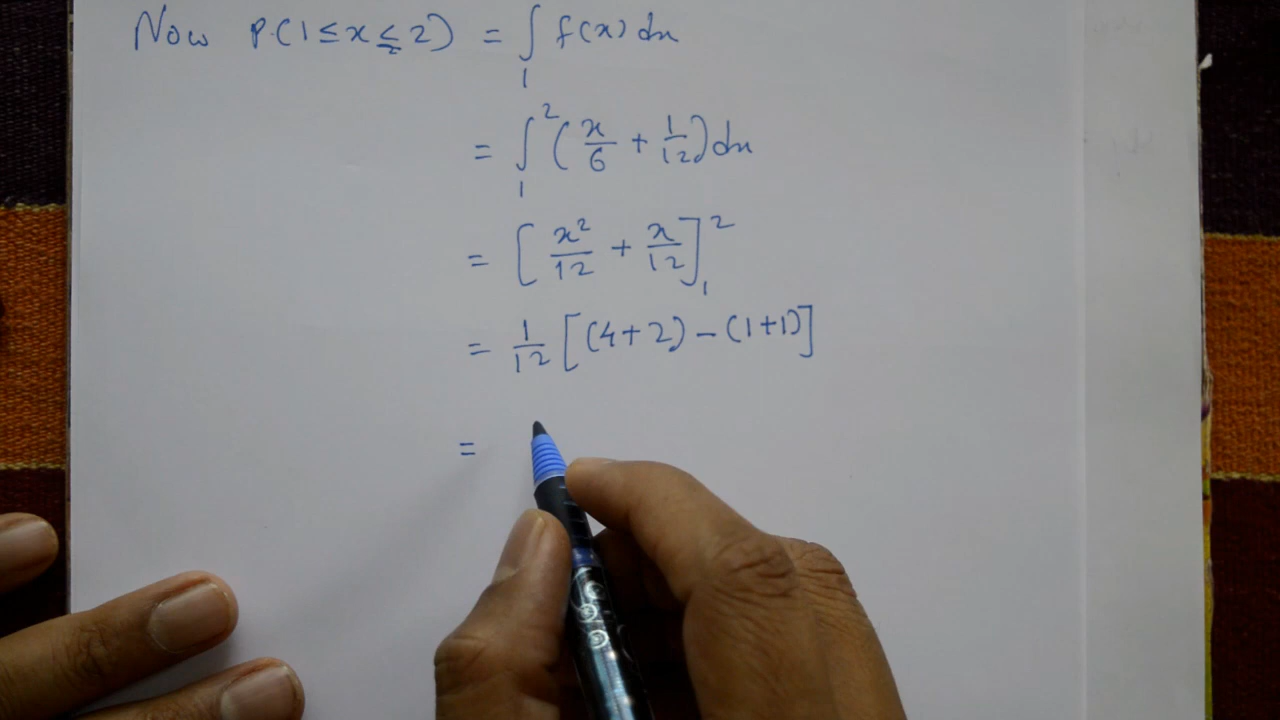 Now P(1≤x≤2) = ∫₁ f(x) dx
= ∫₁² (x/6 + 1/12) dx
= [x²/12 + x/12]₁²
= 1/12 [(4+2) - (1+1)]
=